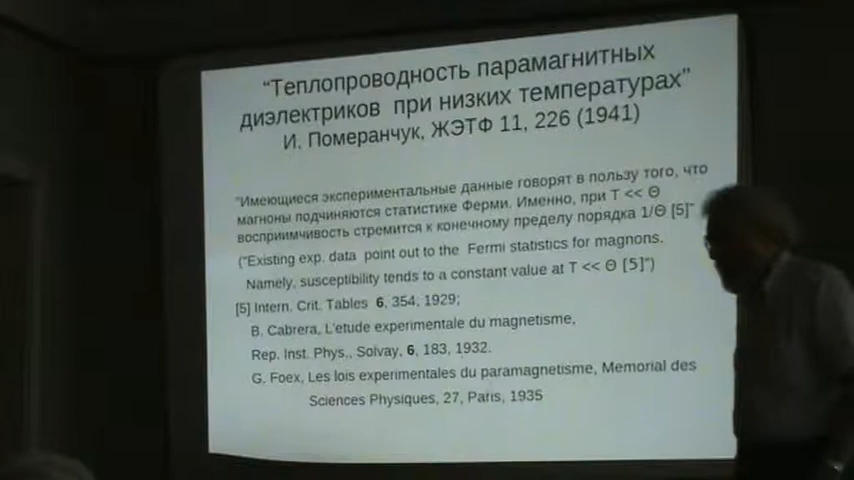 “Теплопроводность парамагнитных
диэлектриков при низких температурах”
И. Померанчук, ЖЭТФ 11, 226 (1941)
"Имеющиеся экспериментальные данные говорят в пользу того, что
магноны подчиняются статистике Ферми. Именно, при T << Θ
восприимчивость стремится к конечному пределу порядка 1/Θ [5]"
("Existing exp. data point out to the Fermi statistics for magnons.
Namely, susceptibility tends to a constant value at T << Θ [5]")
[5] Intern. Crit. Tables 6, 354, 1929;
B. Cabrera, L'etude experimentale du magnetisme,
Rep. Inst. Phys., Solvay, 6, 183, 1932.
G. Foex, Les lois experimentales du paramagnetisme, Memorial des
Sciences Physiques, 27, Paris, 1935